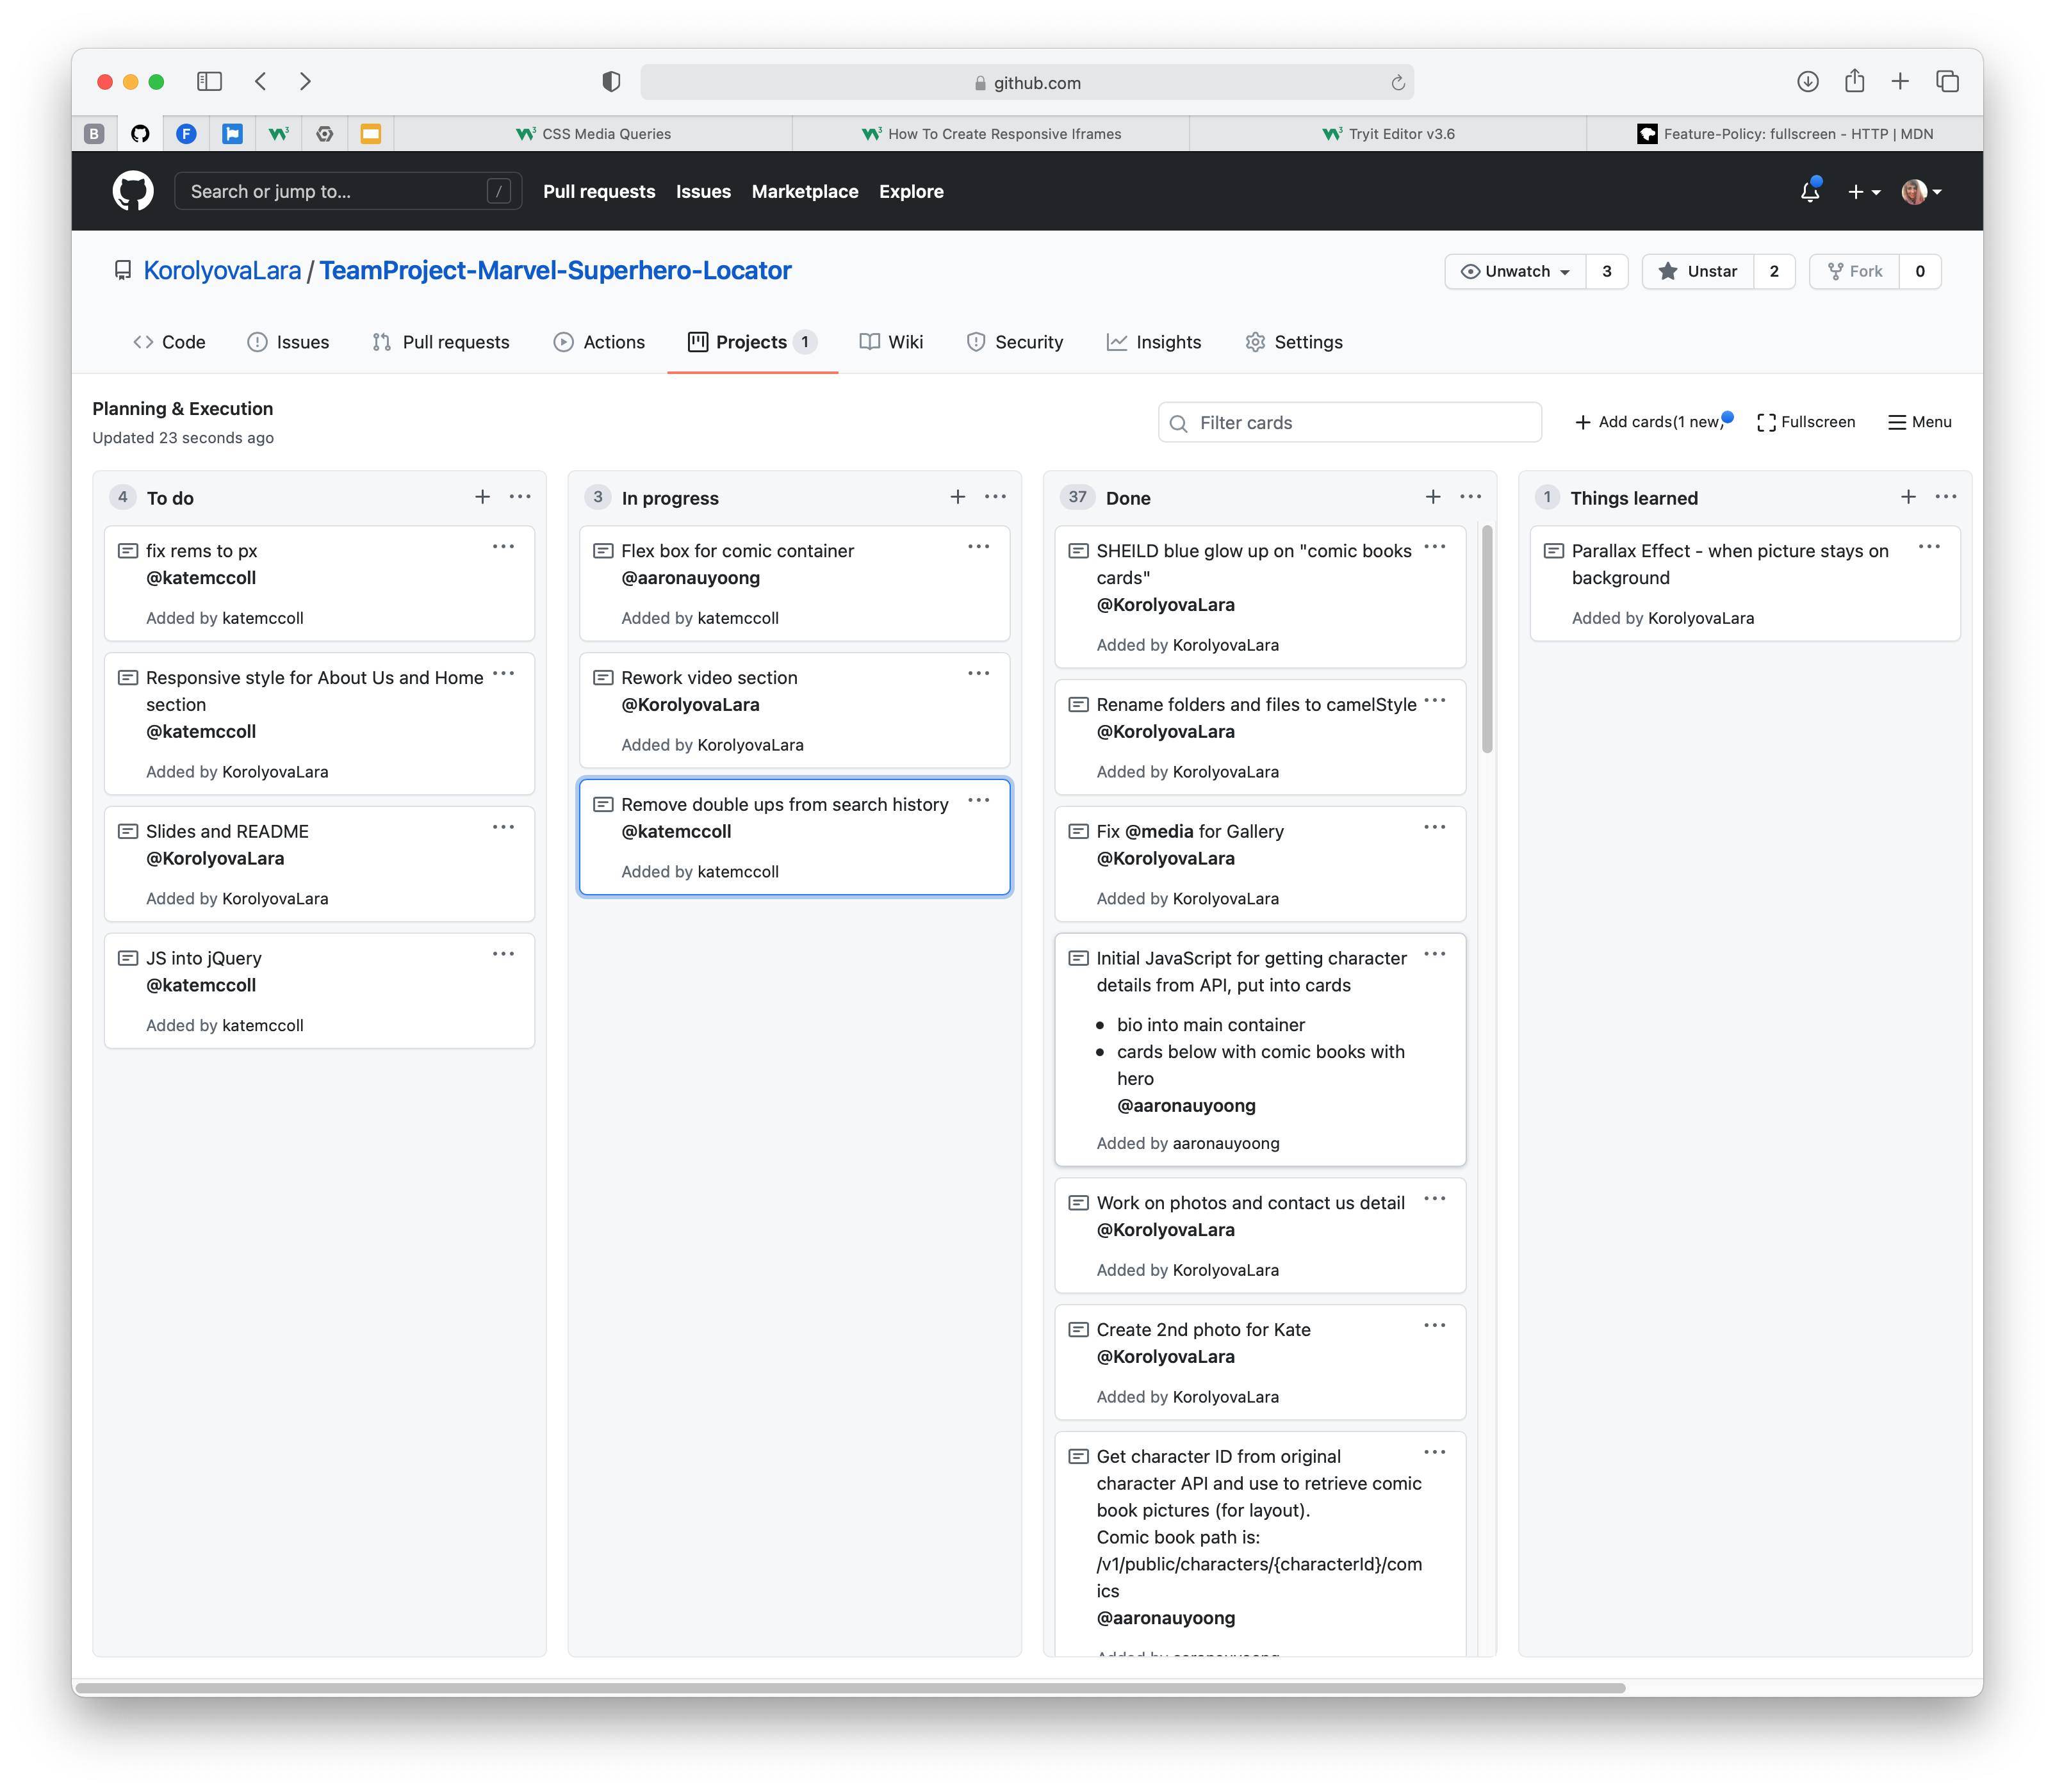 github.com
B
F
CSS Media Queries
How To Create Responsive Iframes
Tryit Editor v3.6
Feature-Policy: fullscreen - HTTP | MDN
Search or jump to...
/
Pull requests
Issues
Marketplace
Explore
KorolyovaLara / TeamProject-Marvel-Superhero-Locator
Unwatch
3
Unstar
2
Fork
0
Code
Issues
Pull requests
Actions
Projects 1
Wiki
Security
Insights
Settings
Planning & Execution
Updated 23 seconds ago
Filter cards
Add cards(1 new)
Fullscreen
Menu
4 To do
fix rems to px
@katemccoll
Added by katemccoll
Responsive style for About Us and Home
section
@katemccoll
Added by KorolyovaLara
Slides and README
@KorolyovaLara
Added by KorolyovaLara
JS into jQuery
@katemccoll
Added by katemccoll
3 In progress
Flex box for comic container
@aaronauyoong
Added by katemccoll
Rework video section
@KorolyovaLara
Added by KorolyovaLara
Remove double ups from search history
@katemccoll
Added by katemccoll
37 Done
SHEILD blue glow up on "comic books
cards"
@KorolyovaLara
Added by KorolyovaLara
Rename folders and files to camelStyle
@KorolyovaLara
Added by KorolyovaLara
Fix @media for Gallery
@KorolyovaLara
Added by KorolyovaLara
Initial JavaScript for getting character
details from API, put into cards
bio into main container
cards below with comic books with
hero
@aaronauyoong
Added by aaronauyoong
Work on photos and contact us detail
@KorolyovaLara
Added by KorolyovaLara
Create 2nd photo for Kate
@KorolyovaLara
Added by KorolyovaLara
Get character ID from original
character API and use to retrieve comic
book pictures (for layout).
Comic book path is:
/v1/public/characters/{characterId}/com
ics
@aaronauyoong
Added by aaronauyoong
1 Things learned
Parallax Effect - when picture stays on
background
Added by KorolyovaLara